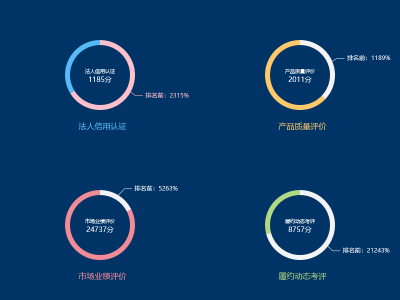 法人信用认证
1185分
排名前：2315%
法人信用认证
产品质量评价
2011分
排名前：1189%
产品质量评价
市场业绩评价
24737分
排名前：5263%
市场业绩评价
履约动态考评
8757分
排名前：21243%
履约动态考评